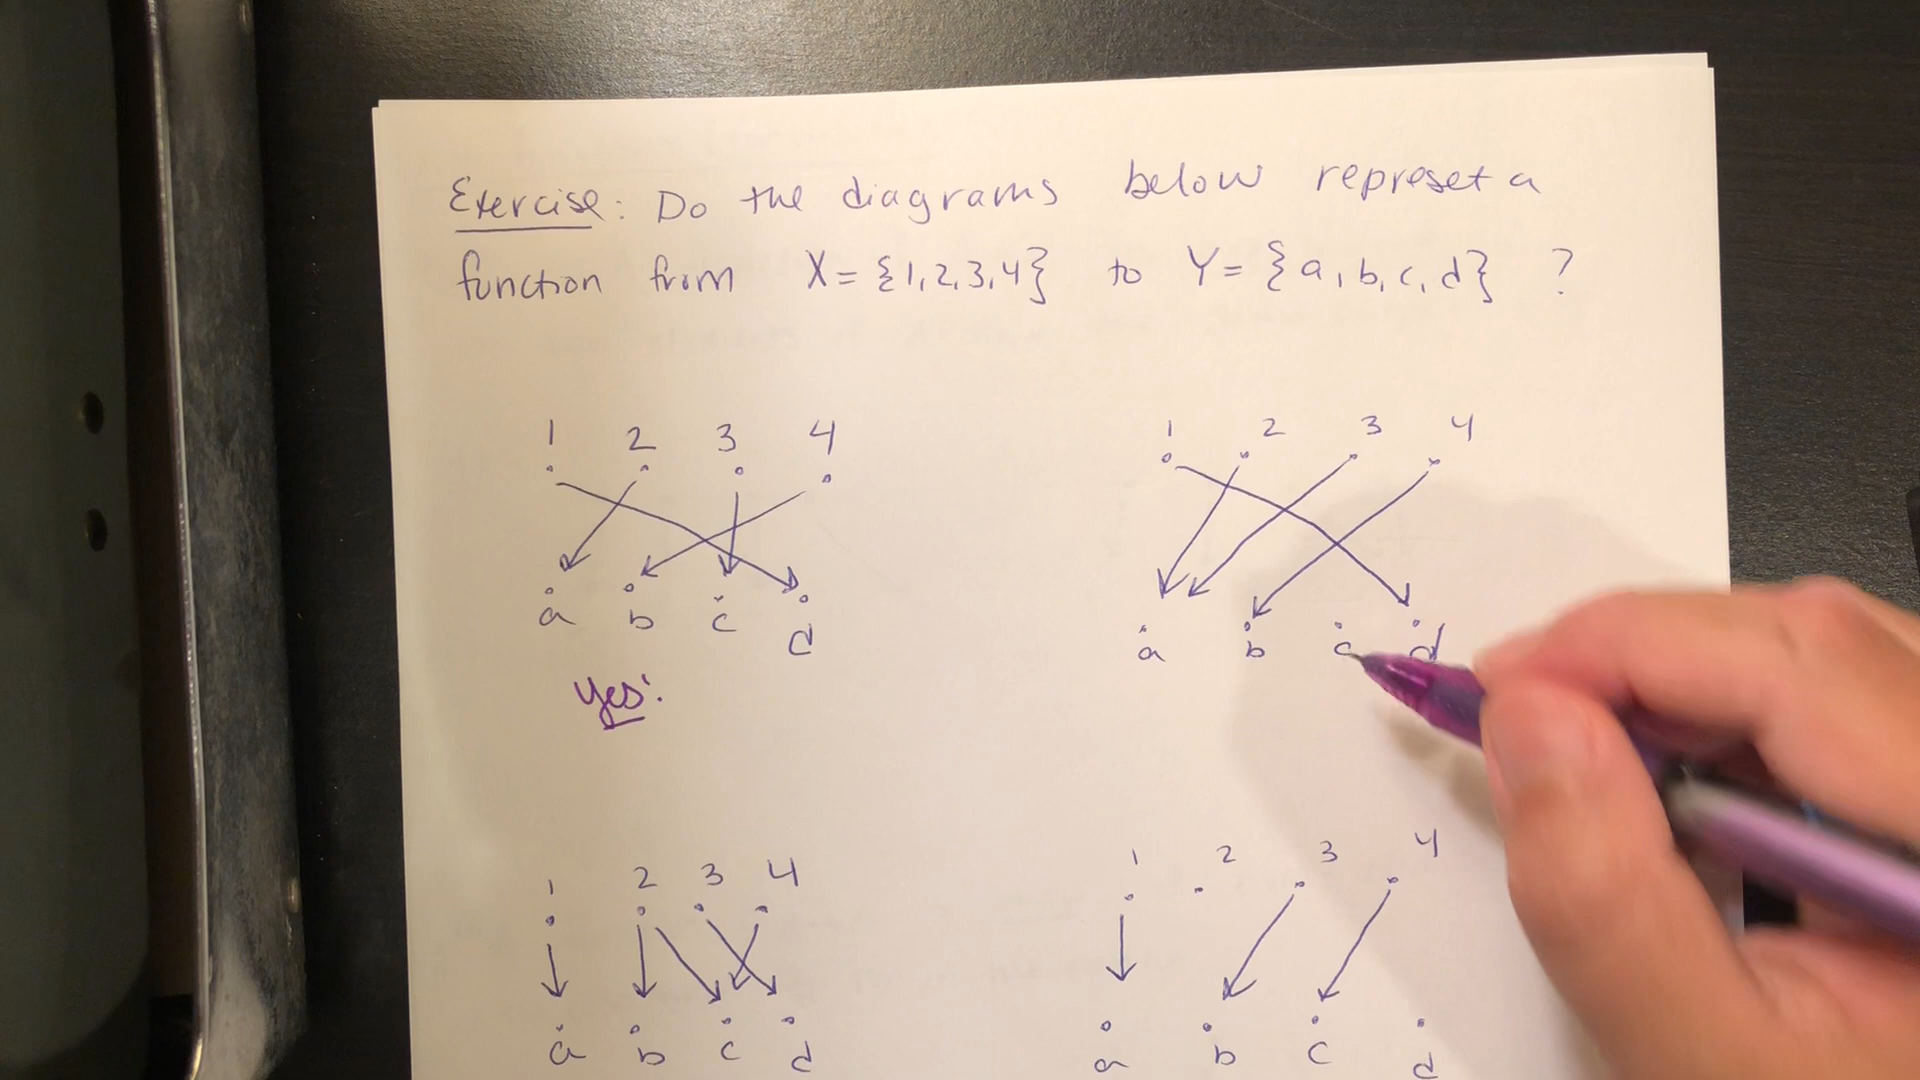 Exercise: Do the diagrams below represet a
function from X = {1,2,3,4} to Y = {a, b, c, d} ?
1 2 3 4
a b c d
yes!
1 2 3 4
a b c d
1 2 3 4
a b c d
1 2 3 4
a b c d